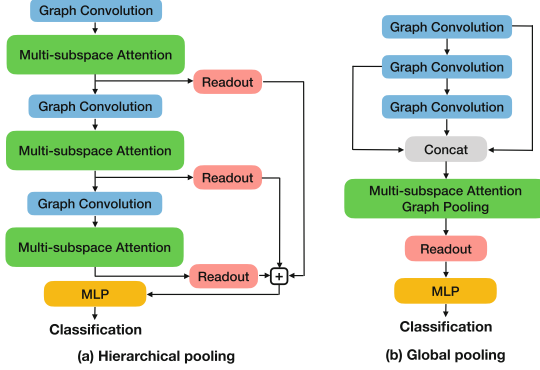 Graph Convolution
Multi-subspace Attention
Readout
Graph Convolution
Multi-subspace Attention
Readout
Graph Convolution
Multi-subspace Attention
Readout
+
MLP
Classification
(a) Hierarchical pooling
Graph Convolution
Graph Convolution
Graph Convolution
Concat
Multi-subspace Attention
Graph Pooling
Readout
MLP
Classification
(b) Global pooling